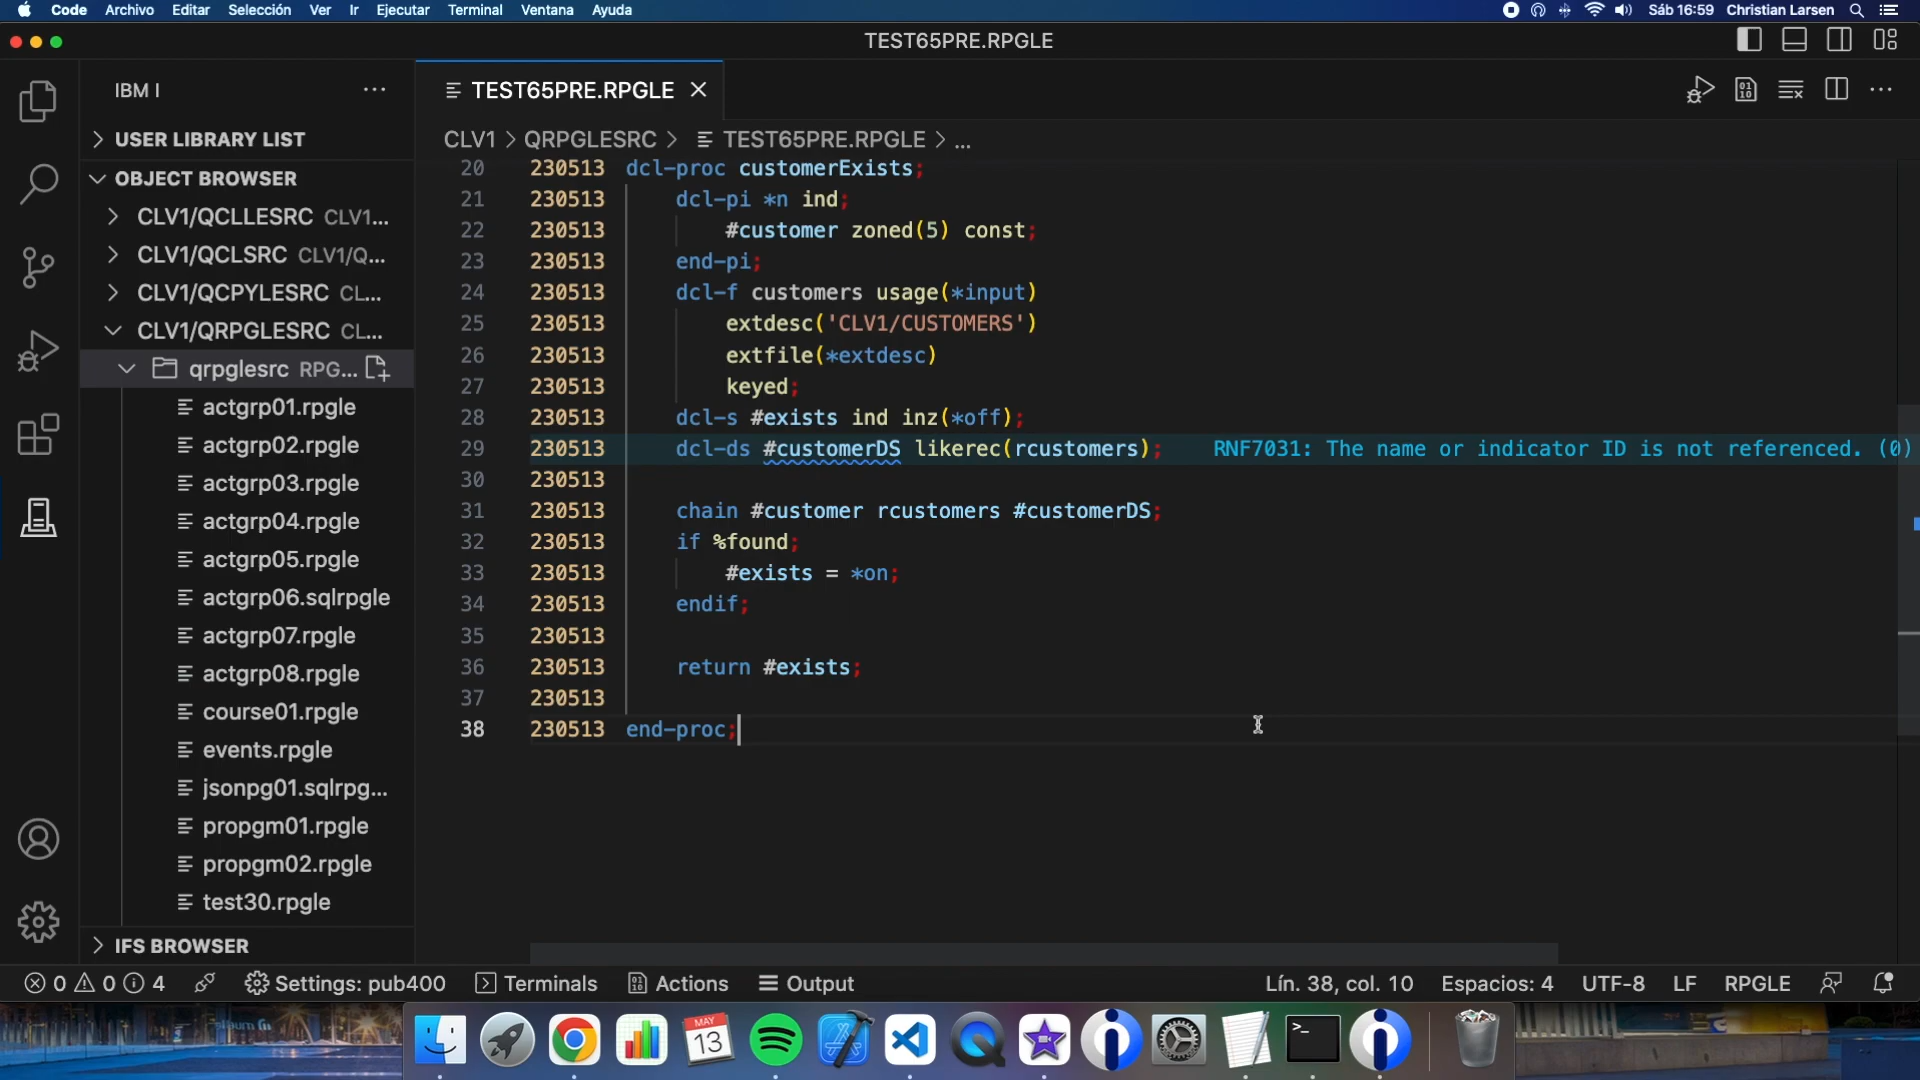 Code Archivo Editar Selección Ver Ir Ejecutar Terminal Ventana Ayuda Sáb 16:59 Christian Larsen
TEST65PRE.RPGLE
IBM I
TEST65PRE.RPGLE
USER LIBRARY LIST
CLV1 > QRPGLESRC > TEST65PRE.RPGLE > ...
OBJECT BROWSER
CLV1/QCLLESRC CLV1...
CLV1/QCLSRC CLV1/Q...
CLV1/QCPYLESRC CL...
CLV1/QRPGLESRC CL...
qrpglesrc RPG...
actgrp01.rpgle
actgrp02.rpgle
actgrp03.rpgle
actgrp04.rpgle
actgrp05.rpgle
actgrp06.sqlrpgle
actgrp07.rpgle
actgrp08.rpgle
course01.rpgle
events.rpgle
jsonpg01.sqlrpg...
propgm01.rpgle
propgm02.rpgle
test30.rpgle
IFS BROWSER
20 230513 dcl-proc customerExists;
21 230513 dcl-pi *n ind;
22 230513 #customer zoned(5) const;
23 230513 end-pi;
24 230513 dcl-f customers usage(*input)
25 230513 extdesc('CLV1/CUSTOMERS')
26 230513 extfile(*extdesc)
27 230513 keyed;
28 230513 dcl-s #exists ind inz(*off);
29 230513 dcl-ds #customerDS likerec(rcustomers); RNF7031: The name or indicator ID is not referenced. (0)
30 230513
31 230513 chain #customer rcustomers #customerDS;
32 230513 if %found;
33 230513 #exists = *on;
34 230513 endif;
35 230513
36 230513 return #exists;
37 230513
38 230513 end-proc;
0 0 4 Settings: pub400 Terminals Actions Output Lín. 38, col. 10 Espacios: 4 UTF-8 LF RPGLE
MAY
13